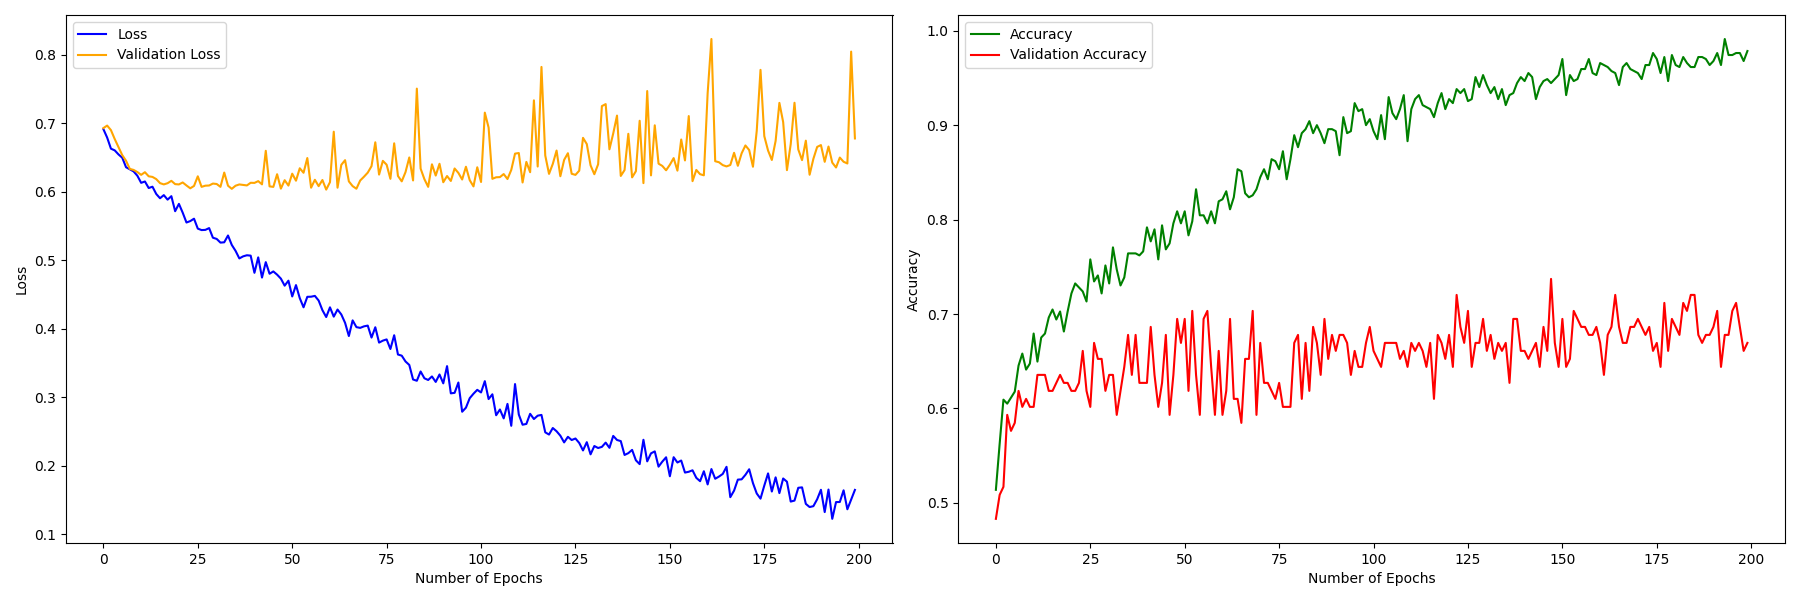 Loss
Validation Loss
0.8
0.7
0.6
0.5
0.4
0.3
0.2
0.1
Loss
0 25 50 75 100 125 150 175 200
Number of Epochs
Accuracy
Validation Accuracy
1.0
0.9
0.8
0.7
0.6
0.5
Accuracy
0 25 50 75 100 125 150 175 200
Number of Epochs